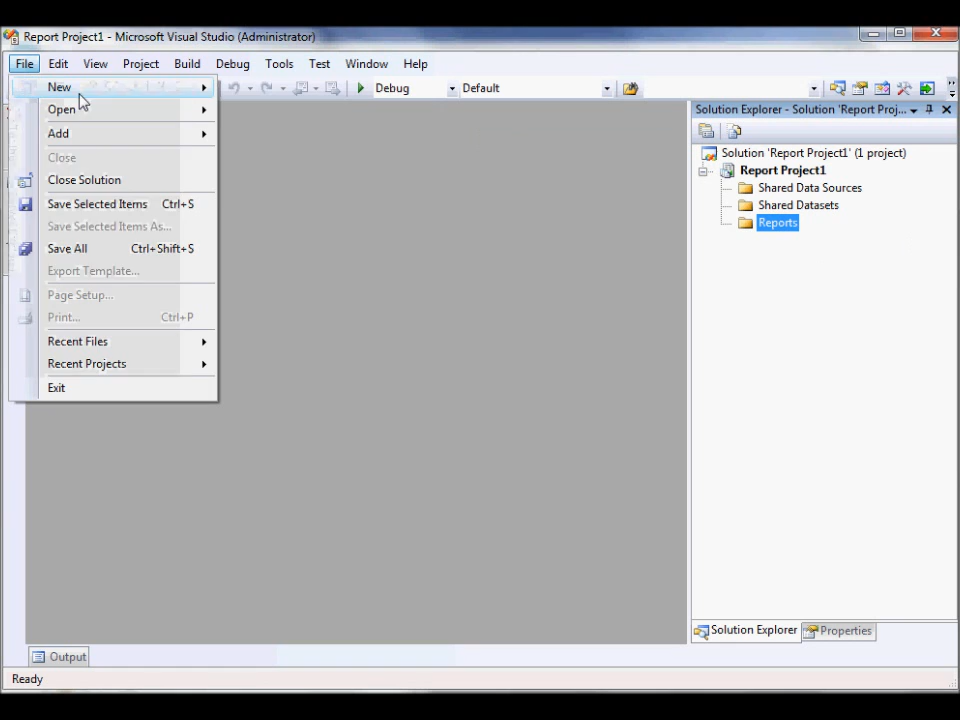 Report Project1 - Microsoft Visual Studio (Administrator)
File Edit View Project Build Debug Tools Test Window Help
Debug Default
New
Open
Add
Close
Close Solution
Save Selected Items Ctrl+S
Save Selected Items As...
Save All Ctrl+Shift+S
Export Template...
Page Setup...
Print... Ctrl+P
Recent Files
Recent Projects
Exit
Solution Explorer - Solution 'Report Proj...
Solution 'Report Project1' (1 project)
Report Project1
Shared Data Sources
Shared Datasets
Reports
Solution Explorer Properties
Output
Ready